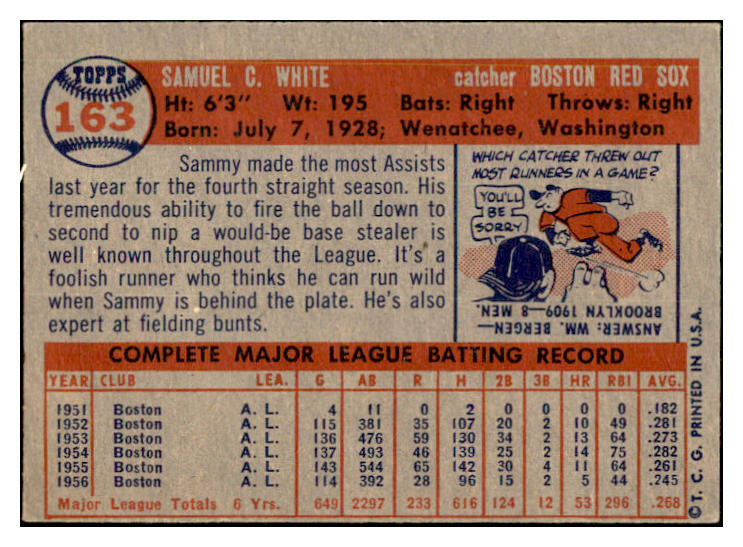 TOPPS
163
SAMUEL C. WHITE catcher BOSTON RED SOX
Ht: 6'3" Wt: 195 Bats: Right Throws: Right
Born: July 7, 1928; Wenatchee, Washington
Sammy made the most Assists
last year for the fourth straight season. His
tremendous ability to fire the ball down to
second to nip a would-be base stealer is
well known throughout the League. It's a
foolish runner who thinks he can run wild
when Sammy is behind the plate. He's also
expert at fielding bunts.
WHICH CATCHER THREW OUT
MOST RUNNERS IN A GAME?
YOU'LL
BE
SORRY
ANSWER: WM. BERGEN—
BROOKLYN 1909—8 MEN.
COMPLETE MAJOR LEAGUE BATTING RECORD
YEAR CLUB LEA. G AB R H 2B 3B HR RBI AVG.
1951 Boston A. L. 4 11 0 2 0 0 0 0 .182
1952 Boston A. L. 115 381 35 107 20 2 10 49 .281
1953 Boston A. L. 136 476 59 130 34 2 13 64 .273
1954 Boston A. L. 137 493 46 139 25 2 14 75 .282
1955 Boston A. L. 143 544 65 142 30 4 11 64 .261
1956 Boston A. L. 114 392 28 96 15 2 5 44 .245
Major League Totals 6 Yrs. 649 2297 233 616 124 12 53 296 .268
©T. C. G. PRINTED IN U.S.A.